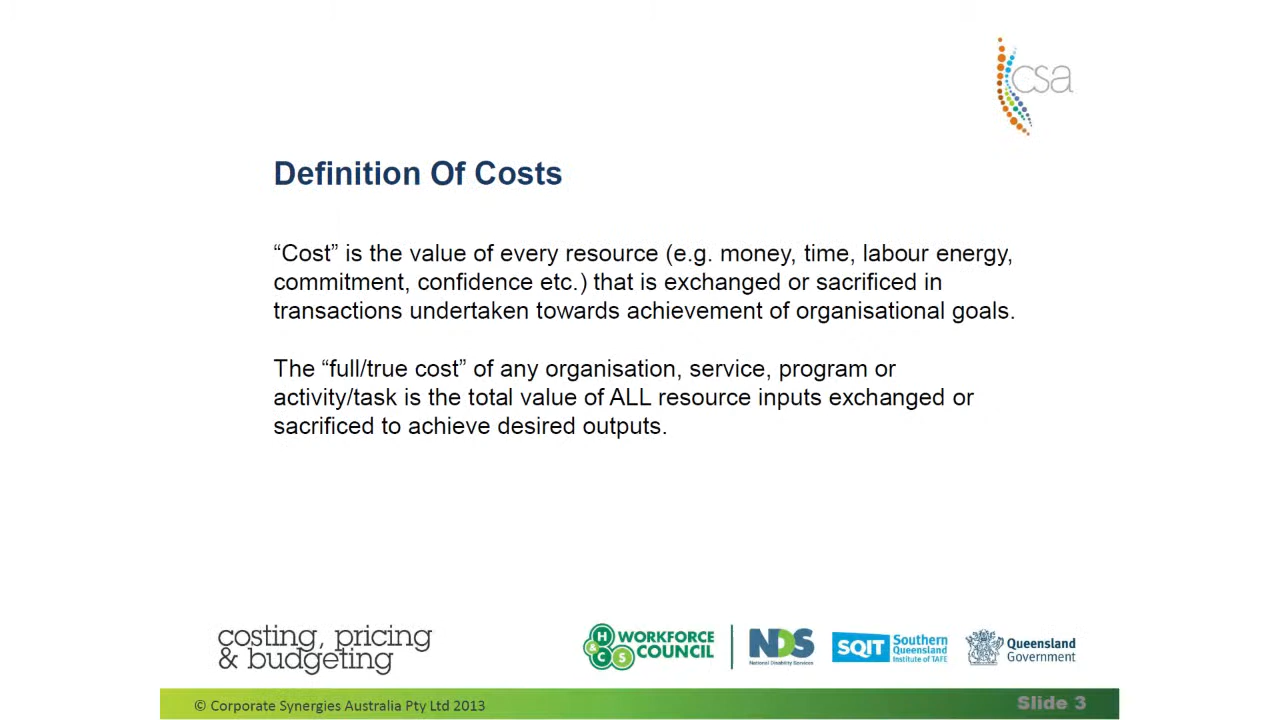 csa
Definition Of Costs
“Cost” is the value of every resource (e.g. money, time, labour energy,
commitment, confidence etc.) that is exchanged or sacrificed in
transactions undertaken towards achievement of organisational goals.
The “full/true cost” of any organisation, service, program or
activity/task is the total value of ALL resource inputs exchanged or
sacrificed to achieve desired outputs.
costing, pricing
& budgeting
H & C S WORKFORCE
COUNCIL
NDS
National Disability Services
SQIT Southern
Queensland
Institute of TAFE
Queensland
Government
© Corporate Synergies Australia Pty Ltd 2013
Slide 3